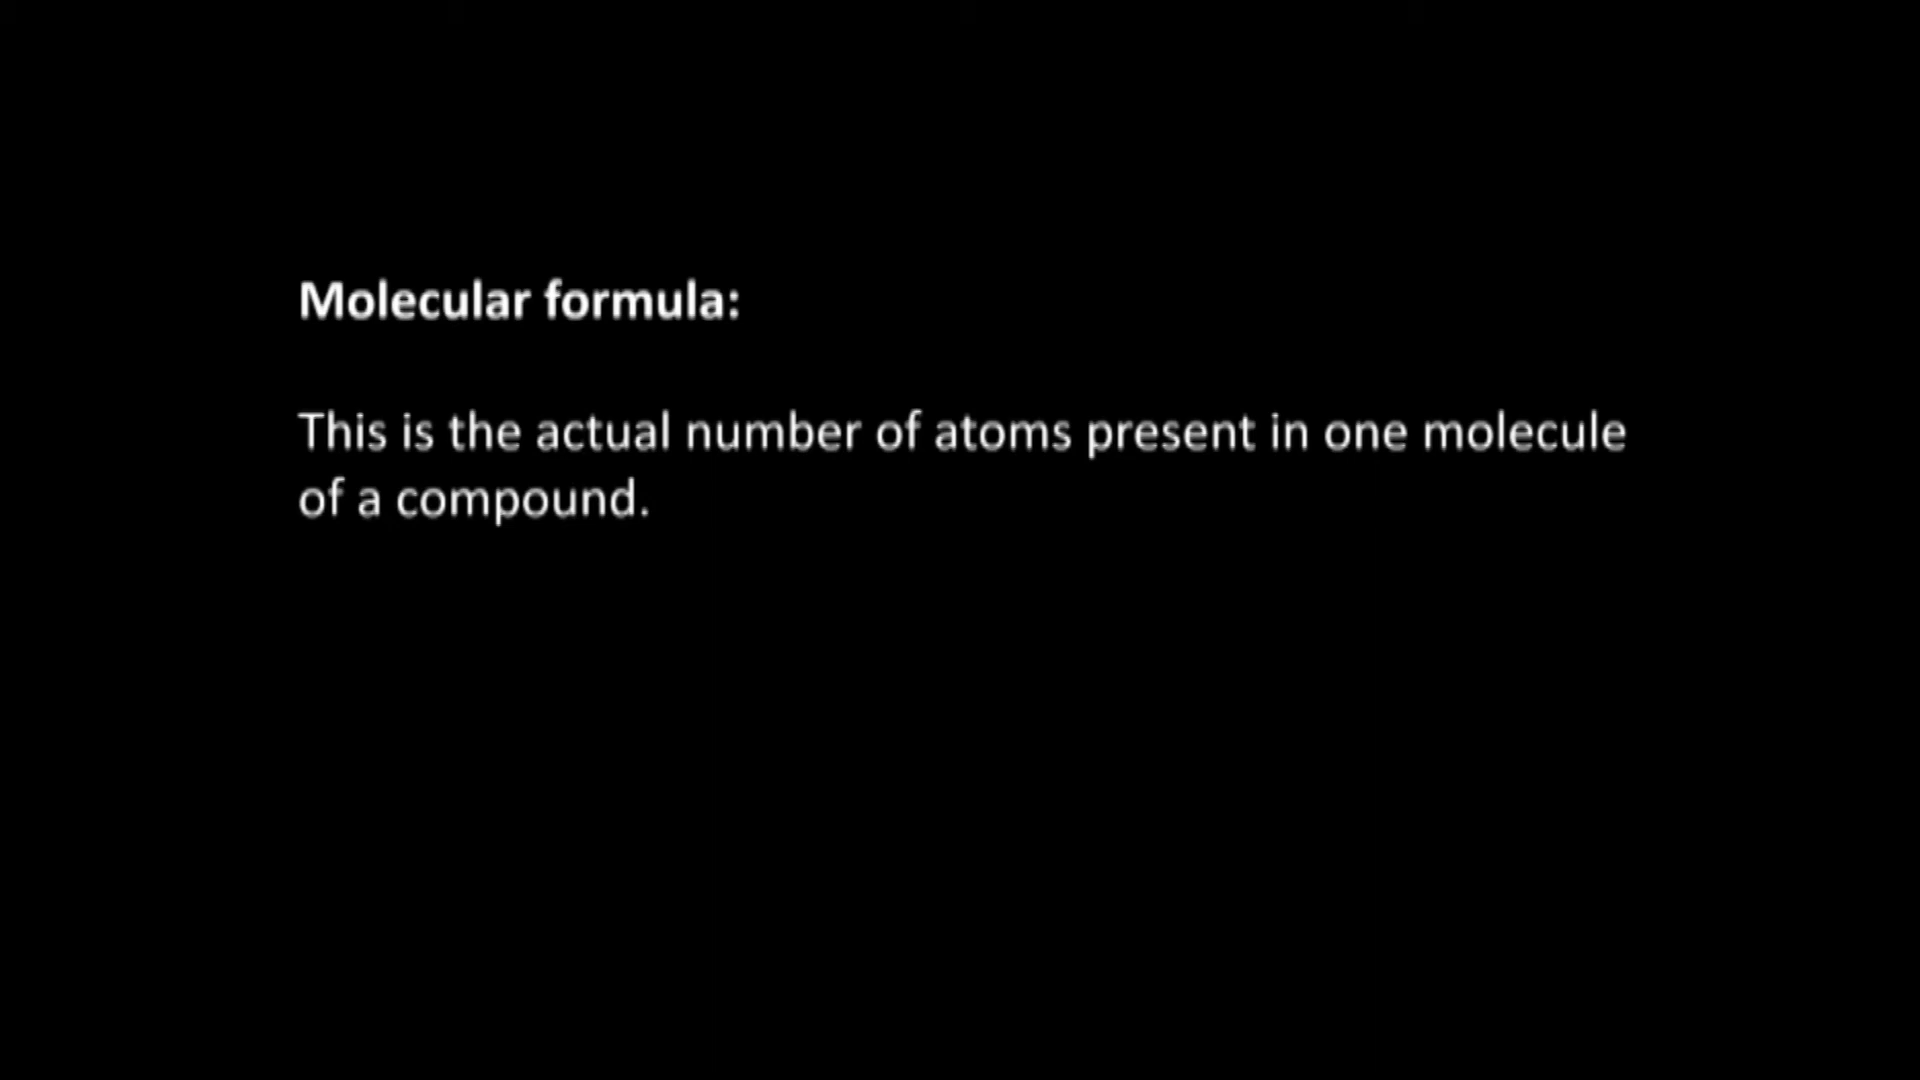 Molecular formula:
This is the actual number of atoms present in one molecule
of a compound.